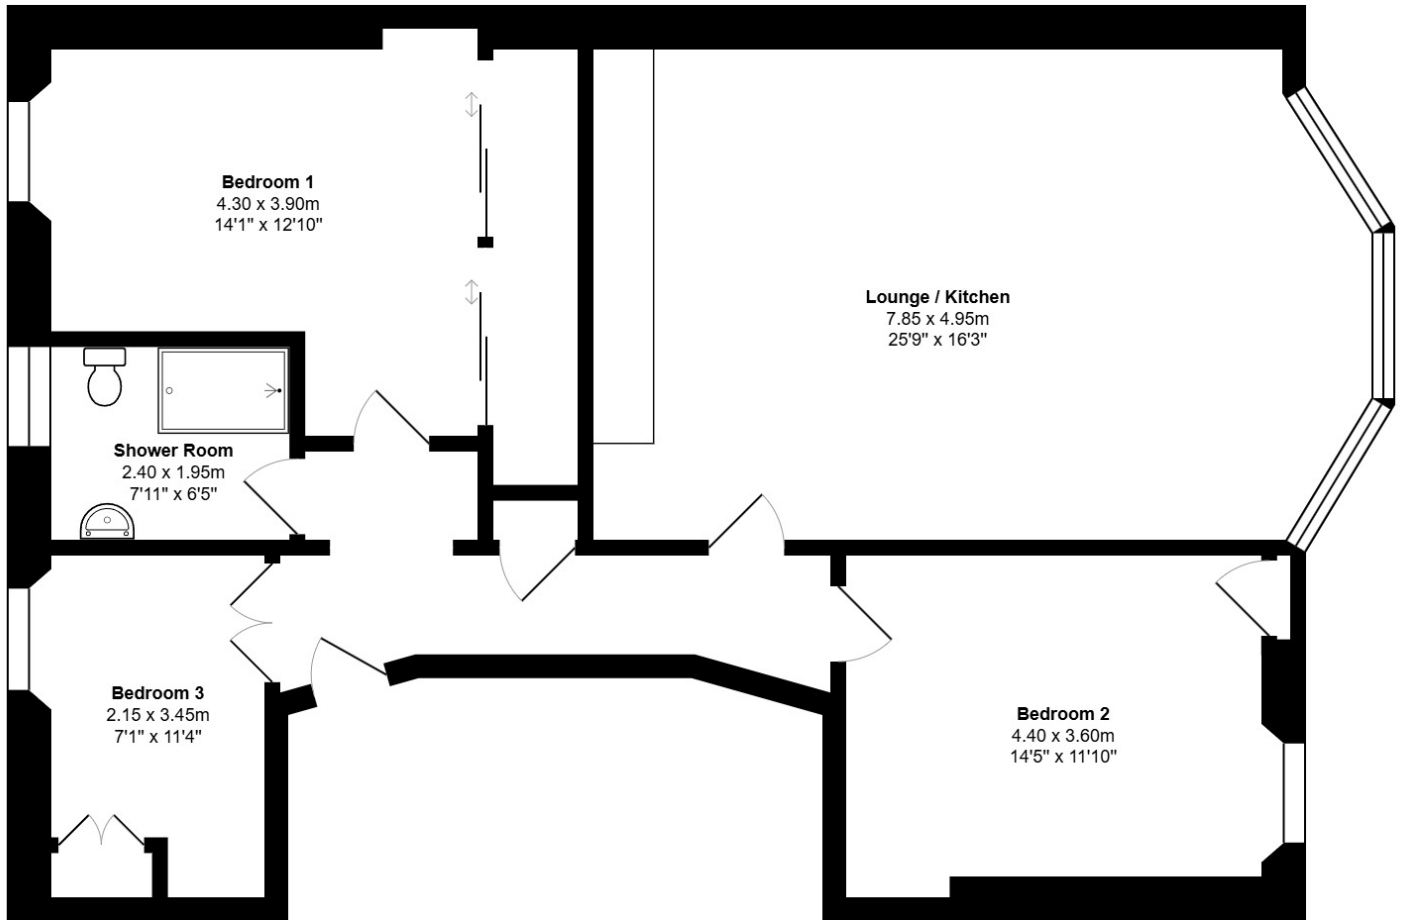 Bedroom 1
4.30 x 3.90m
14'1" x 12'10"
Lounge / Kitchen
7.85 x 4.95m
25'9" x 16'3"
Shower Room
2.40 x 1.95m
7'11" x 6'5"
Bedroom 3
2.15 x 3.45m
7'1" x 11'4"
Bedroom 2
4.40 x 3.60m
14'5" x 11'10"